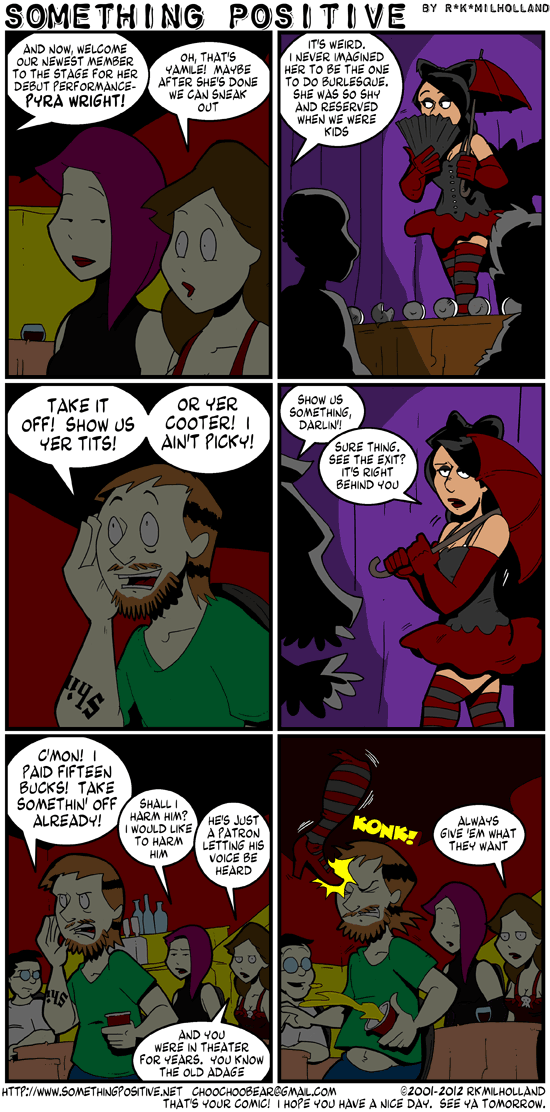 SOMETHING POSITIVE BY R*K*MILHOLLAND
AND NOW, WELCOME
OUR NEWEST MEMBER
TO THE STAGE FOR HER
DEBUT PERFORMANCE-
PYRA WRIGHT!
OH, THAT'S
YAMILE! MAYBE
AFTER SHE'S DONE
WE CAN SNEAK
OUT
IT'S WEIRD.
I NEVER IMAGINED
HER TO BE THE ONE
TO DO BURLESQUE.
SHE WAS SO SHY
AND RESERVED
WHEN WE WERE
KIDS
TAKE IT
OFF! SHOW US
YER TITS!
OR YER
COOTER! I
AIN'T PICKY!
SHOW US
SOMETHING,
DARLIN'!
SURE THING.
SEE THE EXIT?
IT'S RIGHT
BEHIND YOU
C'MON! I
PAID FIFTEEN
BUCKS! TAKE
SOMETHIN' OFF
ALREADY!
SHALL I
HARM HIM?
I WOULD LIKE
TO HARM
HIM
HE'S JUST
A PATRON
LETTING HIS
VOICE BE
HEARD
AND YOU
WERE IN THEATER
FOR YEARS. YOU KNOW
THE OLD ADAGE
KONK!
ALWAYS
GIVE 'EM WHAT
THEY WANT
HTTP://WWW.SOMETHINGPOSITIVE.NET CHOOCHOOBEAR@GMAIL.COM ©2001-2012 RKMILHOLLAND
THAT'S YOUR COMIC! I HOPE YOU HAVE A NICE DAY. SEE YA TOMORROW.